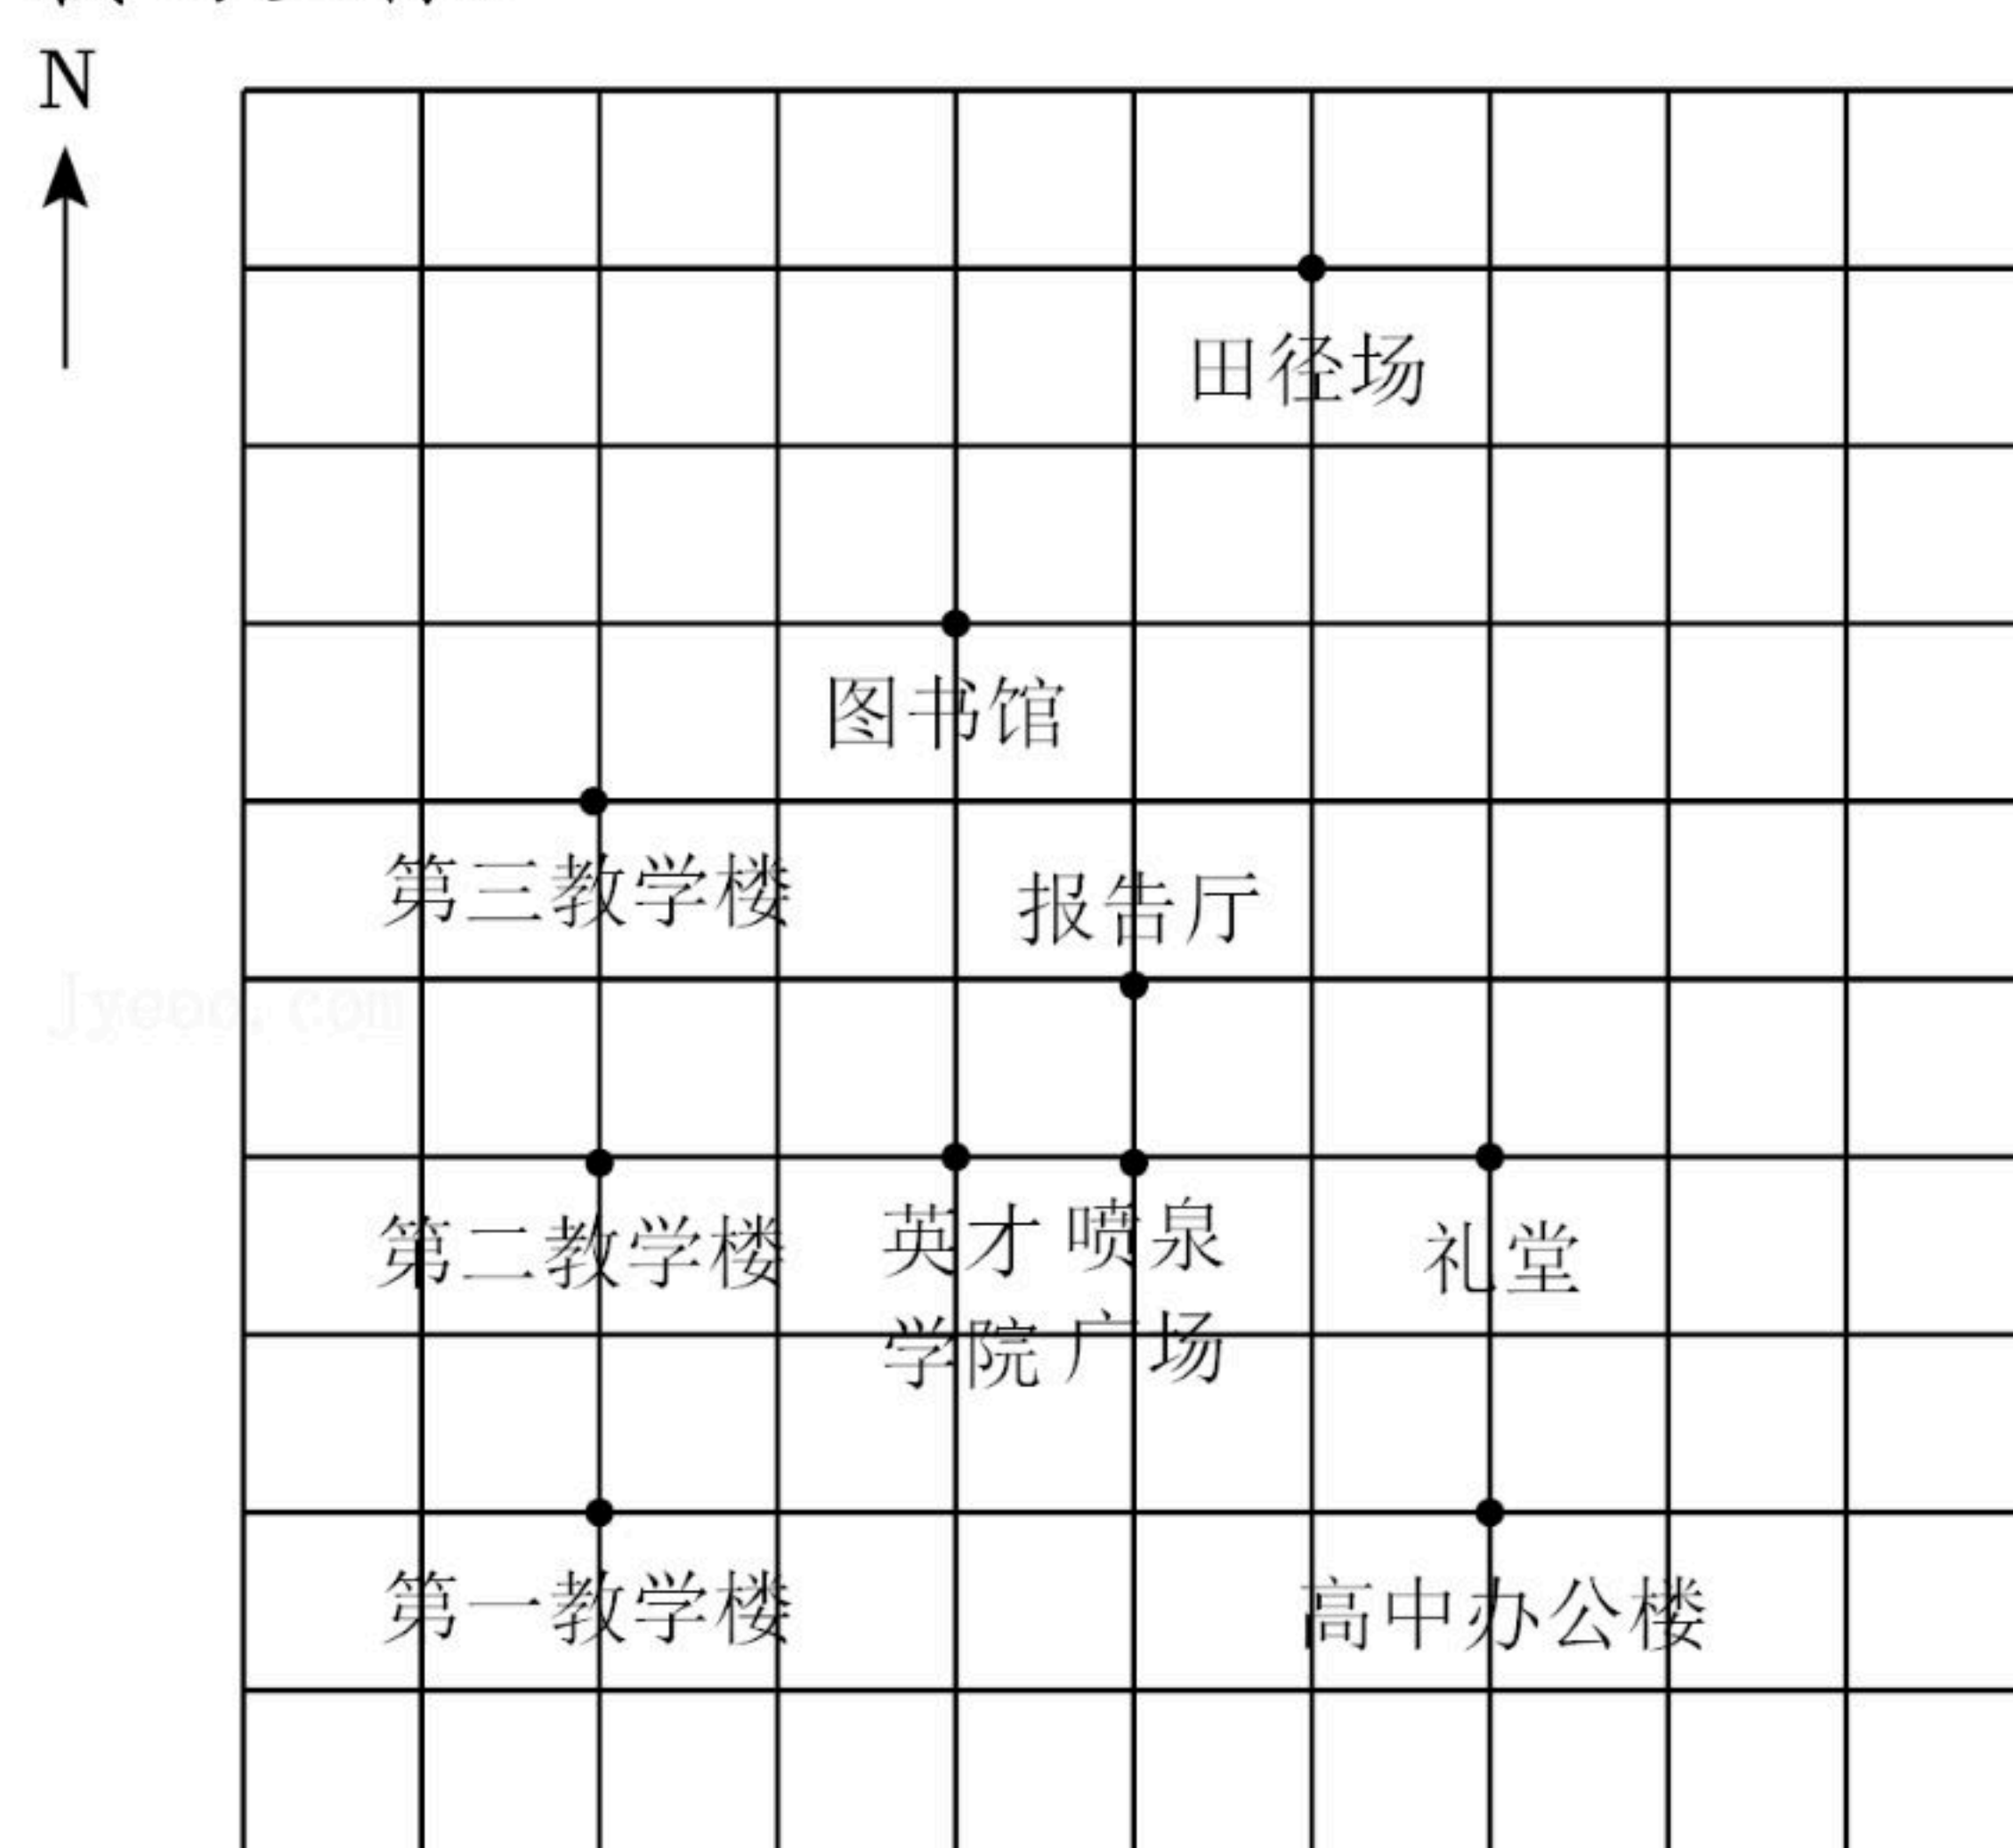 N
田径场
图书馆
第三教学楼
报告厅
jyeoo.com
第二教学楼
英才 喷泉
学院 广场
礼堂
第一教学楼
高中办公楼